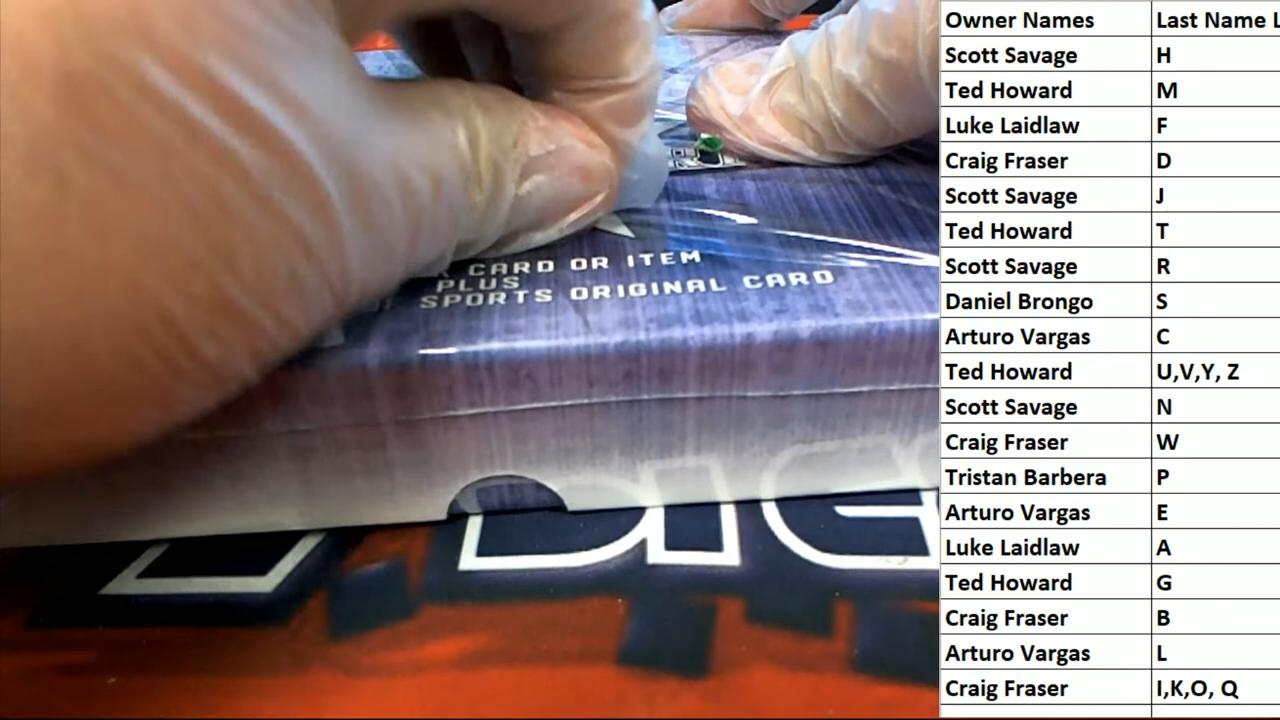 CARD OR ITEM
PLUS
SPORTS ORIGINAL CARD
Owner Names Last Name L
Scott Savage H
Ted Howard M
Luke Laidlaw F
Craig Fraser D
Scott Savage J
Ted Howard T
Scott Savage R
Daniel Brongo S
Arturo Vargas C
Ted Howard U,V,Y, Z
Scott Savage N
Craig Fraser W
Tristan Barbera P
Arturo Vargas E
Luke Laidlaw A
Ted Howard G
Craig Fraser B
Arturo Vargas L
Craig Fraser I,K,O, Q